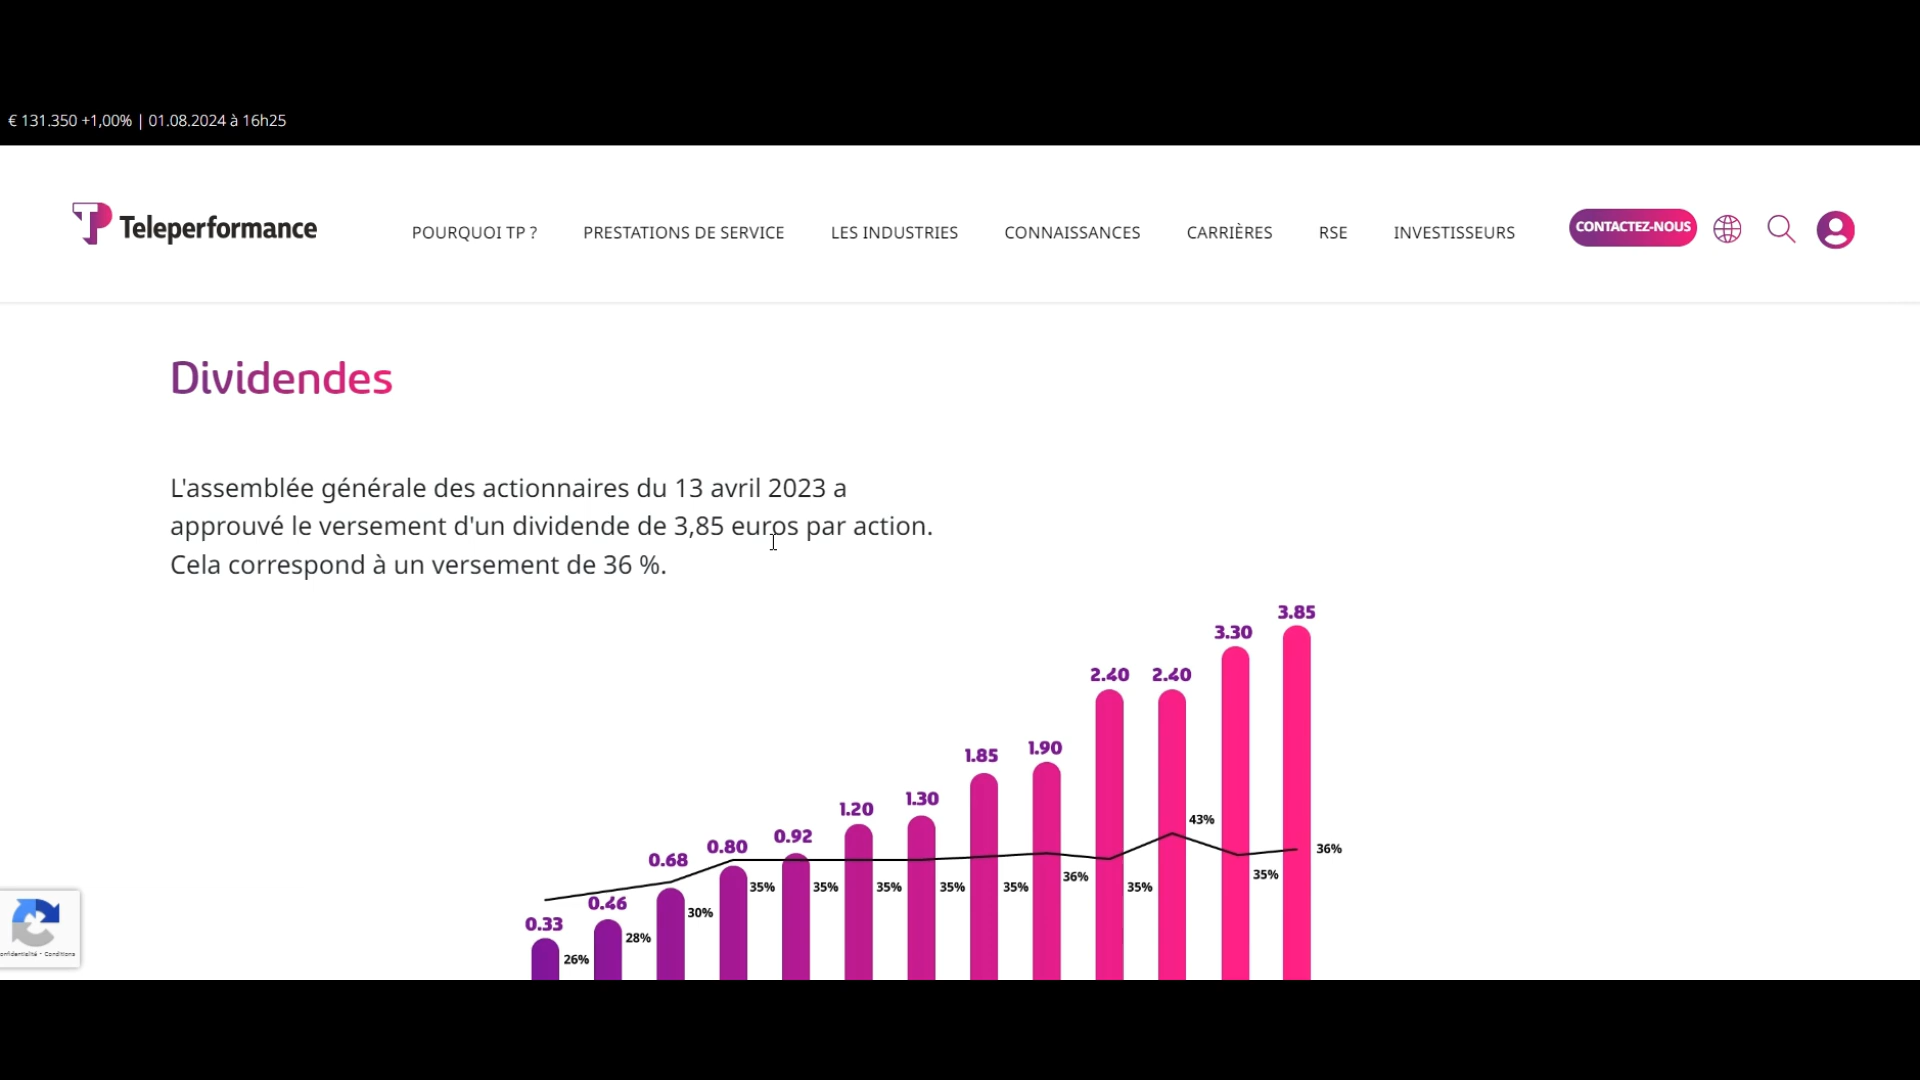 € 131.350 +1,00% | 01.08.2024 à 16h25
Teleperformance
POURQUOI TP ?
PRESTATIONS DE SERVICE
LES INDUSTRIES
CONNAISSANCES
CARRIÈRES
RSE
INVESTISSEURS
CONTACTEZ-NOUS
Dividendes
L'assemblée générale des actionnaires du 13 avril 2023 a
approuvé le versement d'un dividende de 3,85 euros par action.
Cela correspond à un versement de 36 %.
0.33
0.46
0.68
0.80
0.92
1.20
1.30
1.85
1.90
2.40
2.40
3.30
3.85
26%
28%
30%
35%
35%
35%
35%
35%
36%
35%
43%
35%
36%
Conditions